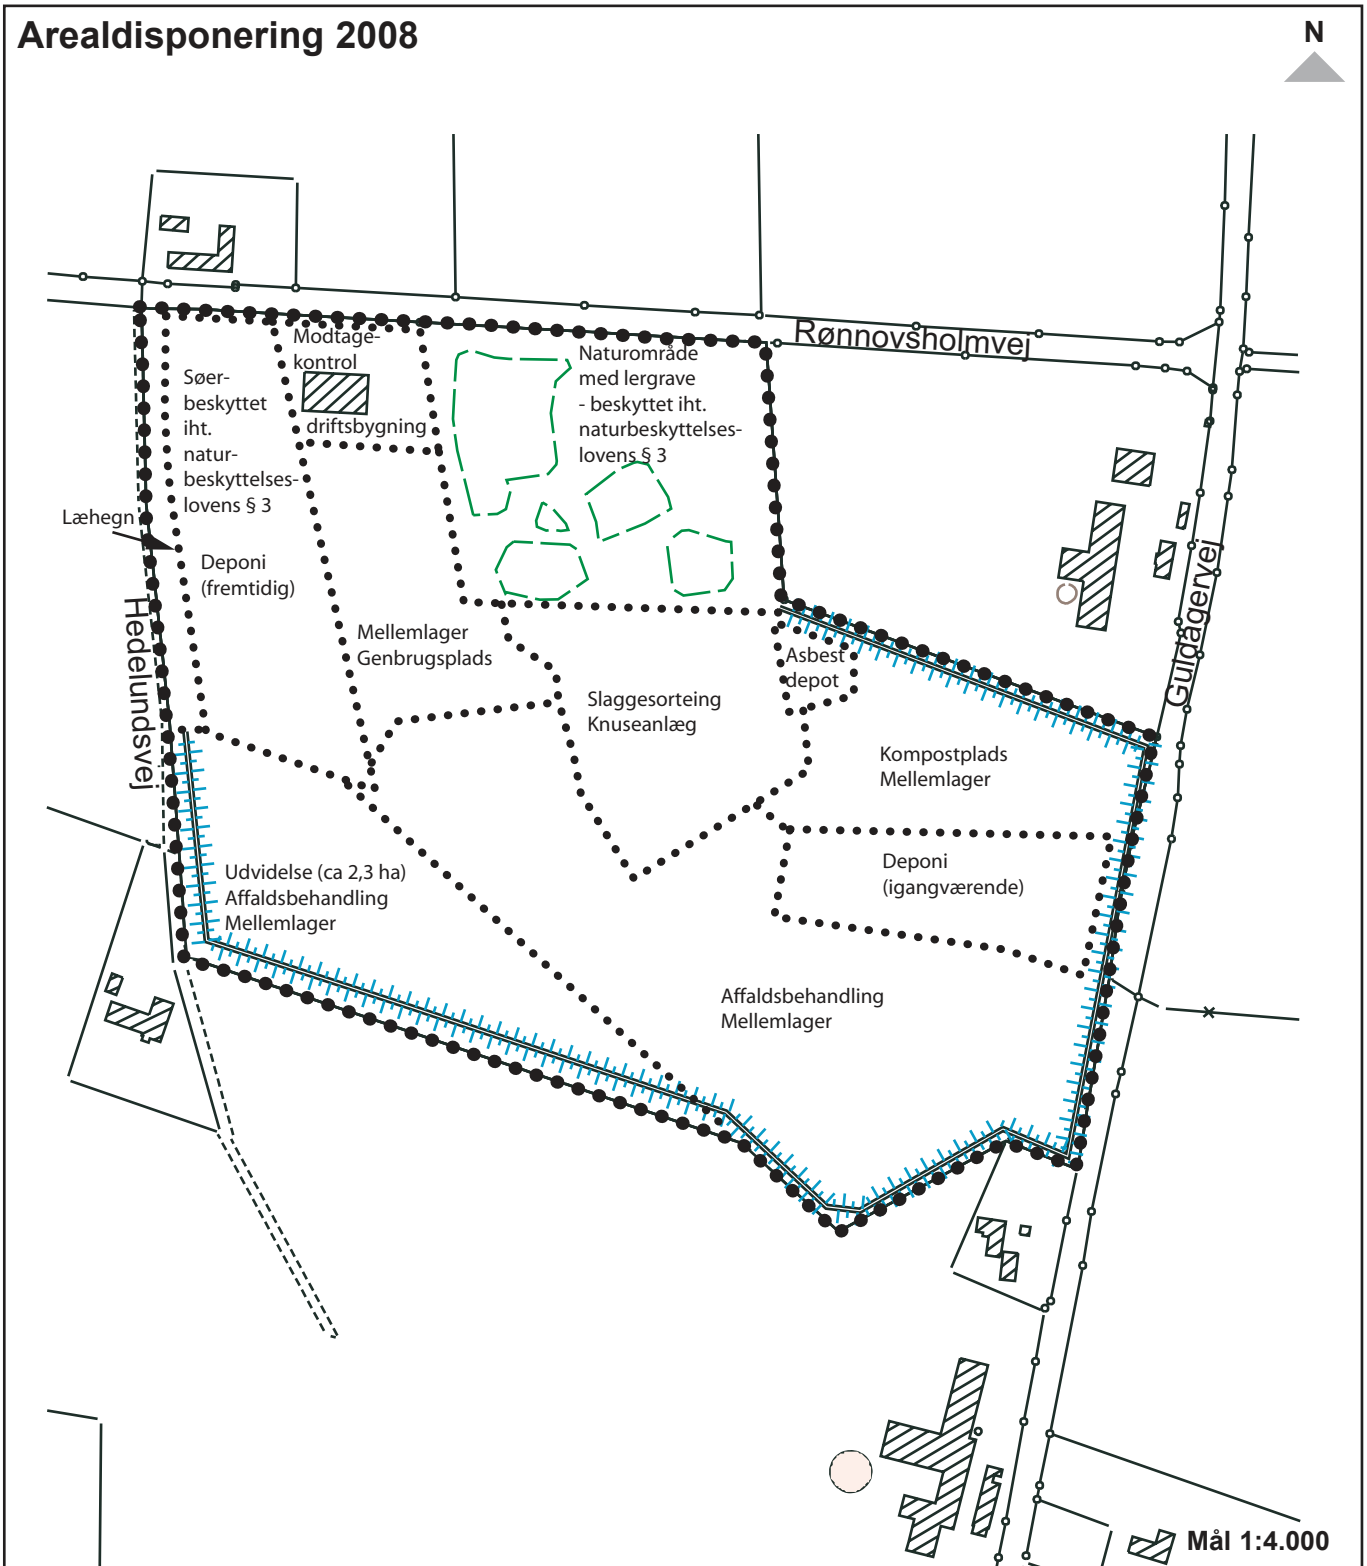 Arealdisponering 2008
N
Rønnovsholmvej
Modtage-
kontrol
driftsbygning
Naturområde
med lergrave
- beskyttet iht.
naturbeskyttelses-
lovens § 3
Søer-
beskyttet
iht.
natur-
beskyttelses-
lovens § 3
Læhegn
Deponi
(fremtidig)
Hedelundsvej
Guldagervej
Mellemlager
Genbrugsplads
Asbest
depot
Slaggesorteing
Knuseanlæg
Kompostplads
Mellemlager
Deponi
(igangværende)
Udvidelse (ca 2,3 ha)
Affaldsbehandling
Mellemlager
Affaldsbehandling
Mellemlager
Mål 1:4.000